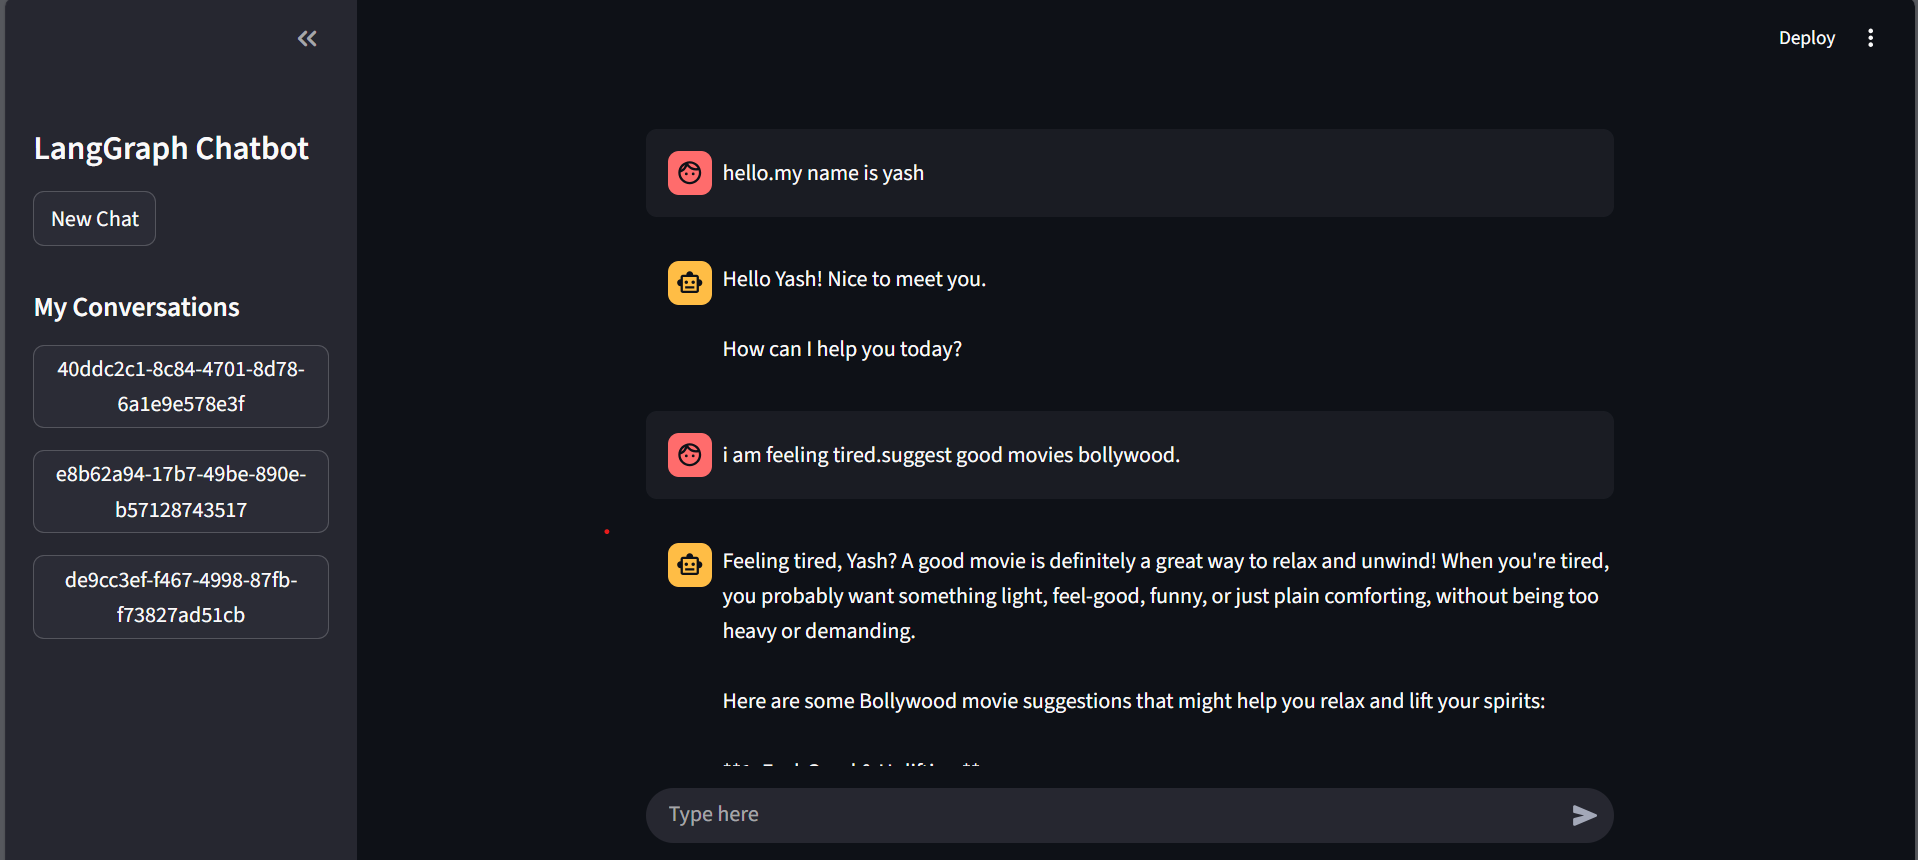 Deploy
LangGraph Chatbot
New Chat
My Conversations
40ddc2c1-8c84-4701-8d78-
6a1e9e578e3f
e8b62a94-17b7-49be-890e-
b57128743517
de9cc3ef-f467-4998-87fb-
f73827ad51cb
hello.my name is yash
Hello Yash! Nice to meet you.
How can I help you today?
i am feeling tired.suggest good movies bollywood.
Feeling tired, Yash? A good movie is definitely a great way to relax and unwind! When you're tired,
you probably want something light, feel-good, funny, or just plain comforting, without being too
heavy or demanding.
Here are some Bollywood movie suggestions that might help you relax and lift your spirits:
Type here